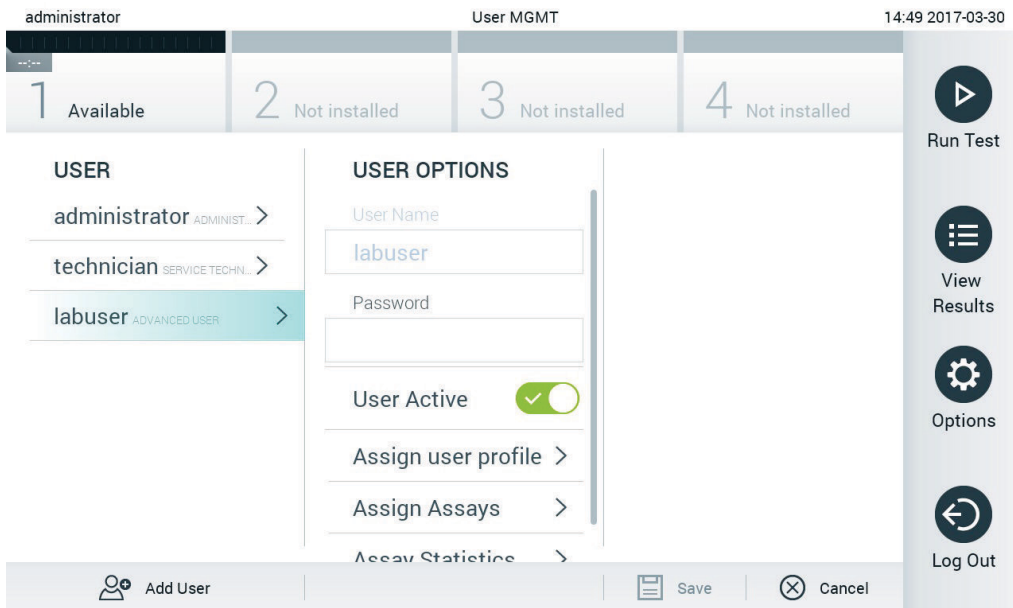 administrator User MGMT 14:49 2017-03-30
--:--
1 Available 2 Not installed 3 Not installed 4 Not installed
Run Test
USER
administrator ADMINIST...
technician SERVICE TECHN...
labuser ADVANCED USER
USER OPTIONS
User Name
labuser
Password
User Active
Assign user profile
Assign Assays
Assay Statistics
View
Results
Options
Log Out
Add User Save Cancel